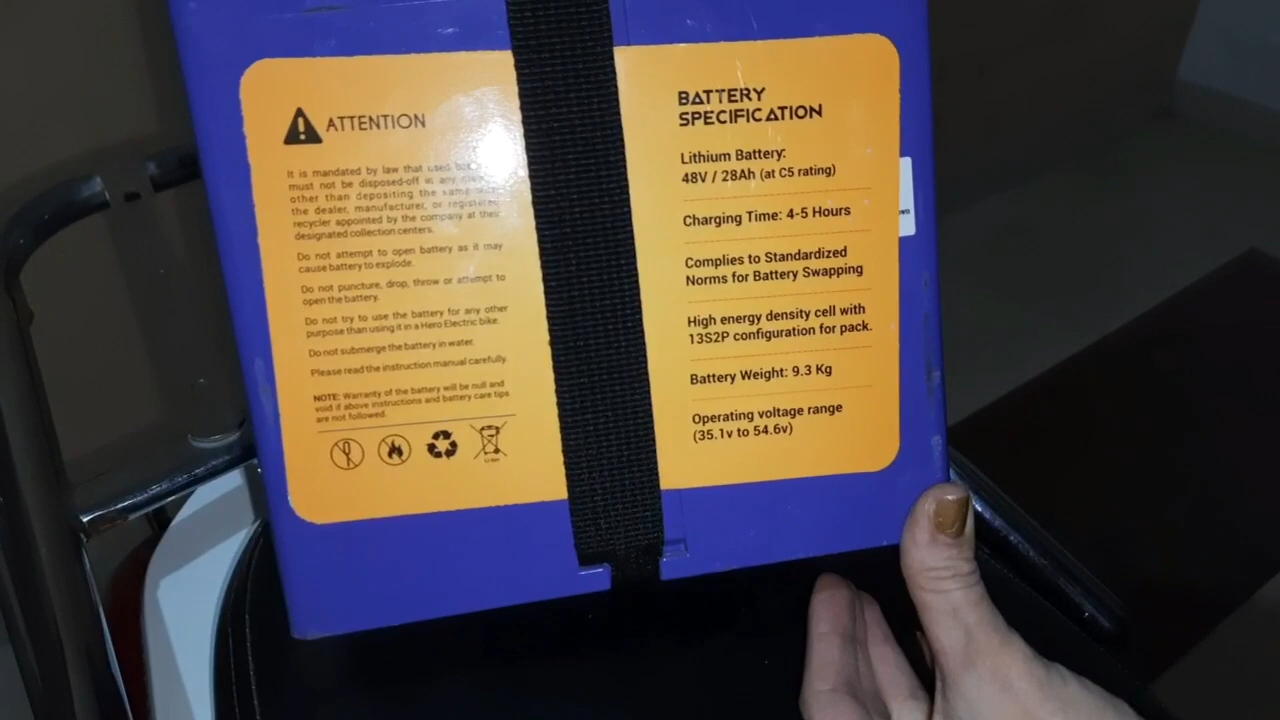 ATTENTION
It is mandated by law that used
must not be disposed-off in any
other than depositing the same
the dealer, manufacturer, or registered
recycler appointed by the company at their
designated collection centers.
Do not attempt to open battery as it may
cause battery to explode.
Do not puncture, drop, throw or attempt to
open the battery.
Do not try to use the battery for any other
purpose than using it in a Hero Electric bike.
Do not submerge the battery in water.
Please read the instruction manual carefully.
NOTE: Warranty of the battery will be null and
void if above instructions and battery care tips
are not followed.
Li-Ion
BATTERY
SPECIFICATION
Lithium Battery:
48V / 28Ah (at C5 rating)
Charging Time: 4-5 Hours
Complies to Standardized
Norms for Battery Swapping
High energy density cell with
13S2P configuration for pack.
Battery Weight: 9.3 Kg
Operating voltage range
(35.1v to 54.6v)